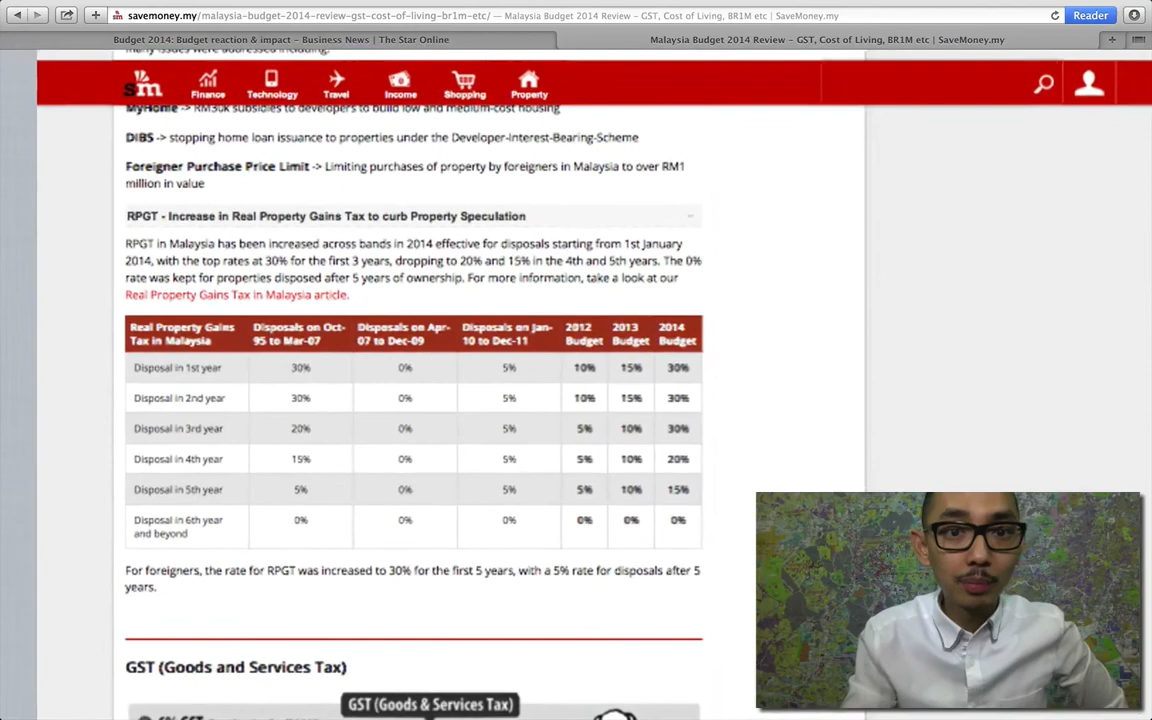 savemoney.my/malaysia-budget-2014-review-gst-cost-of-living-br1m-etc/ — Malaysia Budget 2014 Review – GST, Cost of Living, BR1M etc | SaveMoney.my
Reader
Budget 2014: Budget reaction & impact – Business News | The Star Online
Malaysia Budget 2014 Review – GST, Cost of Living, BR1M etc | SaveMoney.my
many issues were addressed including:
sm
Finance
Technology
Travel
Income
Shopping
Property
MyHome -> RM30k subsidies to developers to build low and medium-cost housing
DIBS -> stopping home loan issuance to properties under the Developer-Interest-Bearing-Scheme
Foreigner Purchase Price Limit -> Limiting purchases of property by foreigners in Malaysia to over RM1
million in value
RPGT - Increase in Real Property Gains Tax to curb Property Speculation
RPGT in Malaysia has been increased across bands in 2014 effective for disposals starting from 1st January
2014, with the top rates at 30% for the first 3 years, dropping to 20% and 15% in the 4th and 5th years. The 0%
rate was kept for properties disposed after 5 years of ownership. For more information, take a look at our
Real Property Gains Tax in Malaysia article.
Real Property Gains Disposals on Oct- Disposals on Apr- Disposals on Jan- 2012 2013 2014
Tax in Malaysia 95 to Mar-07 07 to Dec-09 10 to Dec-11 Budget Budget Budget
Disposal in 1st year 30% 0% 5% 10% 15% 30%
Disposal in 2nd year 30% 0% 5% 10% 15% 30%
Disposal in 3rd year 20% 0% 5% 5% 10% 30%
Disposal in 4th year 15% 0% 5% 5% 10% 20%
Disposal in 5th year 5% 0% 5% 5% 10% 15%
Disposal in 6th year 0% 0% 0% 0% 0% 0%
and beyond
For foreigners, the rate for RPGT was increased to 30% for the first 5 years, with a 5% rate for disposals after 5
years.
GST (Goods and Services Tax)
GST (Goods & Services Tax)
6% GST